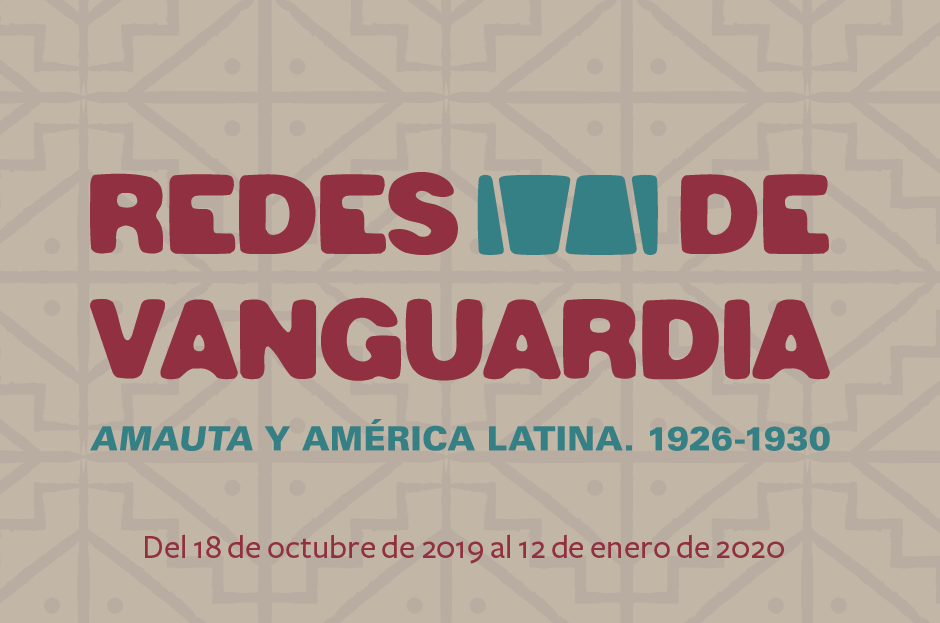 REDES DE
VANGUARDIA
AMAUTA Y AMÉRICA LATINA. 1926-1930
Del 18 de octubre de 2019 al 12 de enero de 2020